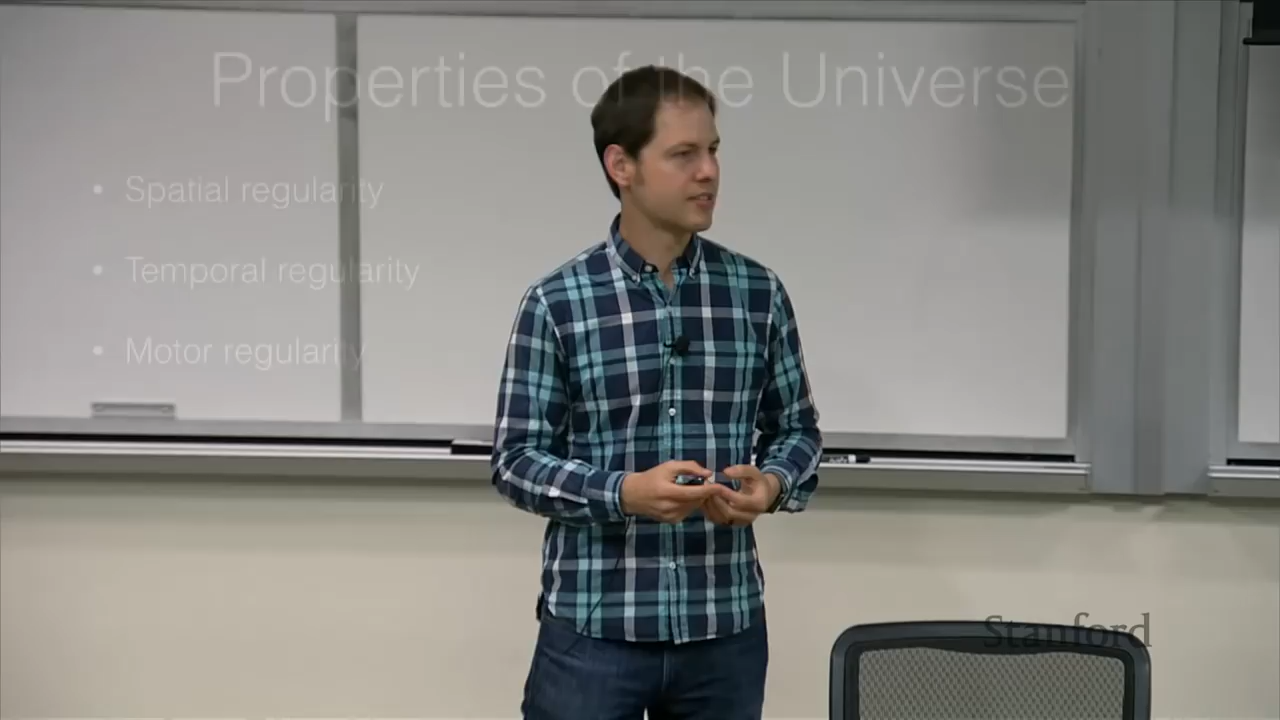 Properties of the Universe
• Spatial regularity
• Temporal regularity
• Motor regularity
Stanford